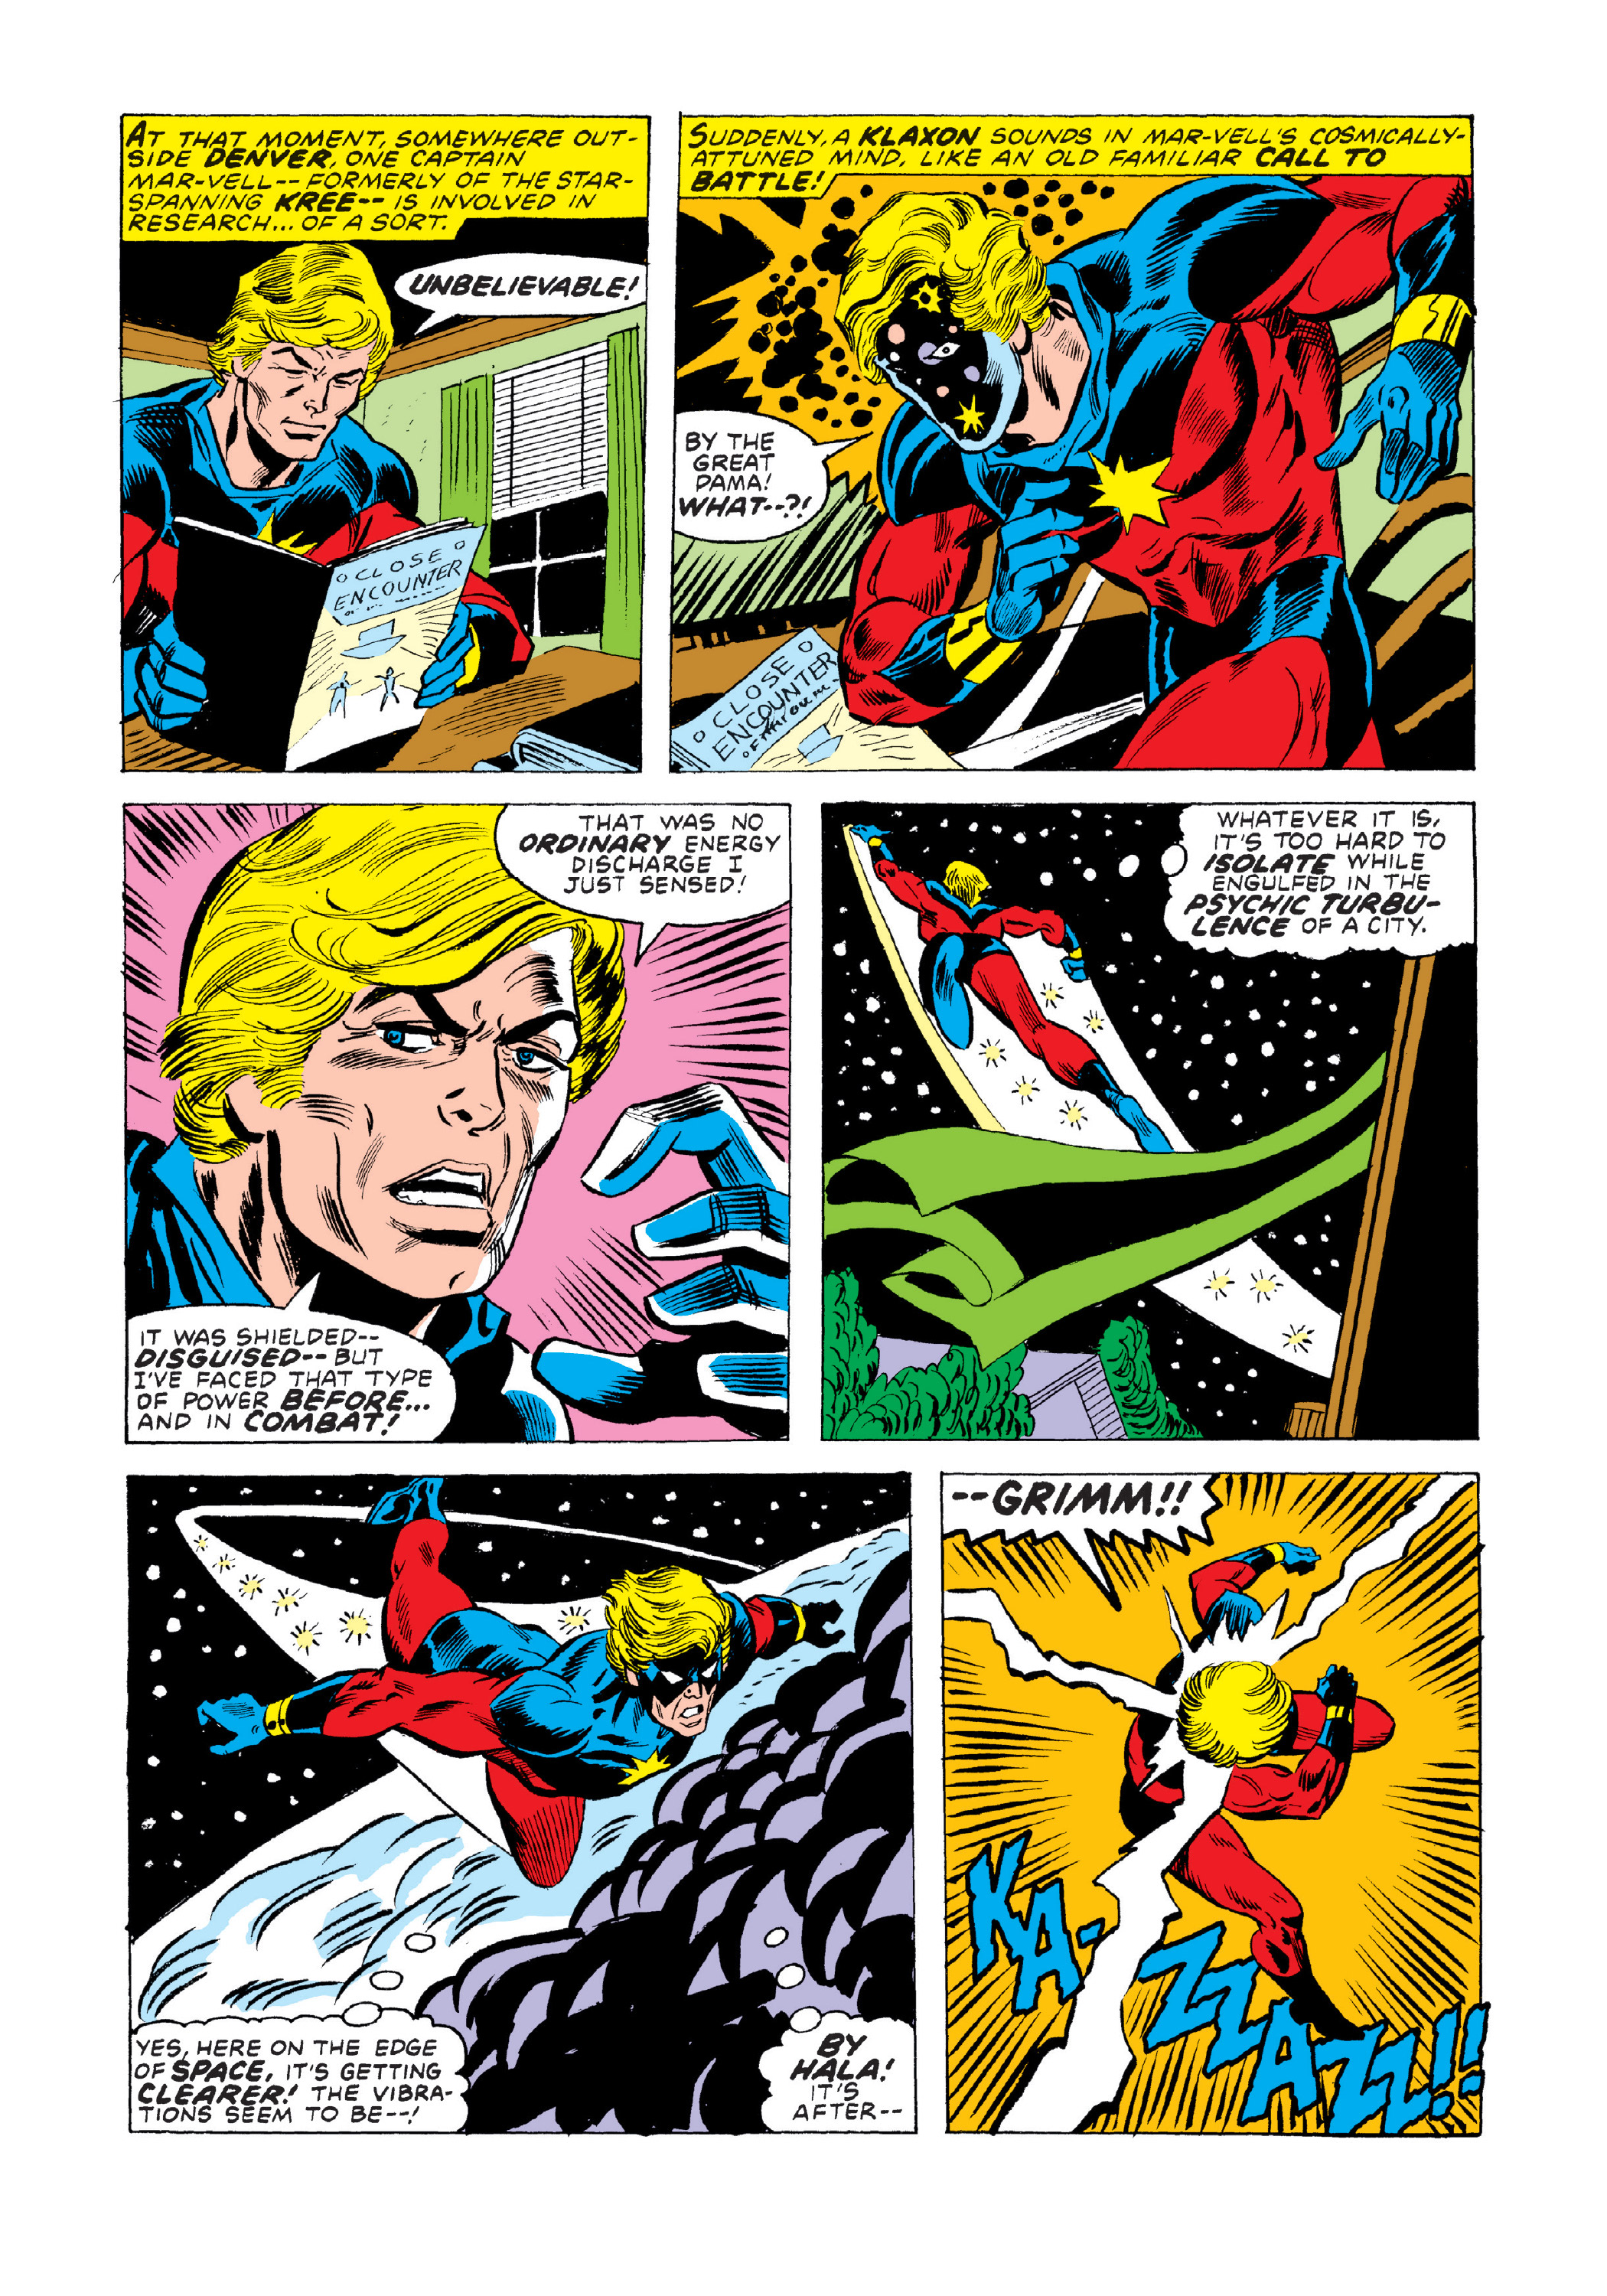 AT THAT MOMENT, SOMEWHERE OUT-
SIDE DENVER, ONE CAPTAIN
MAR-VELL-- FORMERLY OF THE STAR-
SPANNING KREE-- IS INVOLVED IN
RESEARCH... OF A SORT.
UNBELIEVABLE!
CLOSE
ENCOUNTER
SUDDENLY, A KLAXON SOUNDS IN MAR-VELL'S COSMICALLY-
ATTUNED MIND, LIKE AN OLD FAMILIAR CALL TO
BATTLE!
BY THE
GREAT
PAMA!
WHAT--?!
CLOSE
ENCOUNTER
THAT WAS NO
ORDINARY ENERGY
DISCHARGE I
JUST SENSED!
IT WAS SHIELDED--
DISGUISED-- BUT
I'VE FACED THAT TYPE
OF POWER BEFORE...
AND IN COMBAT!
WHATEVER IT IS,
IT'S TOO HARD TO
ISOLATE WHILE
ENGULFED IN THE
PSYCHIC TURBU-
LENCE OF A CITY.
YES, HERE ON THE EDGE
OF SPACE, IT'S GETTING
CLEARER! THE VIBRA-
TIONS SEEM TO BE--!
BY
HALA!
IT'S
AFTER--
--GRIMM!!
KA-
ZZZAZZ!!